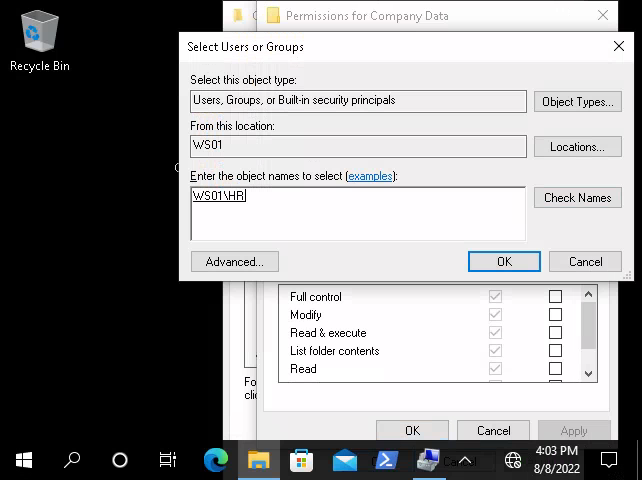 Permissions for Company Data
Select Users or Groups
Recycle Bin
Select this object type:
Users, Groups, or Built-in security principals
Object Types...
From this location:
WS01
Locations...
Enter the object names to select (examples):
WS01\HR
Check Names
Advanced...
OK
Cancel
Full control
Modify
Read & execute
List folder contents
Read
OK
Cancel
Apply
4:03 PM
8/8/2022